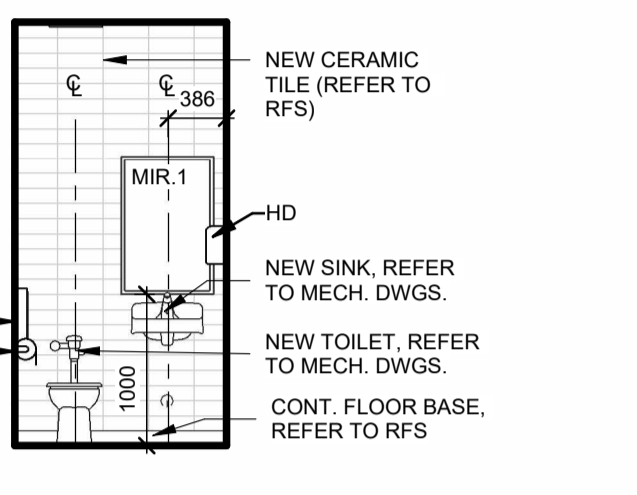 NEW CERAMIC
TILE (REFER TO
RFS)
℄
℄
386
MIR.1
HD
NEW SINK, REFER
TO MECH. DWGS.
NEW TOILET, REFER
TO MECH. DWGS.
1000
CONT. FLOOR BASE,
REFER TO RFS